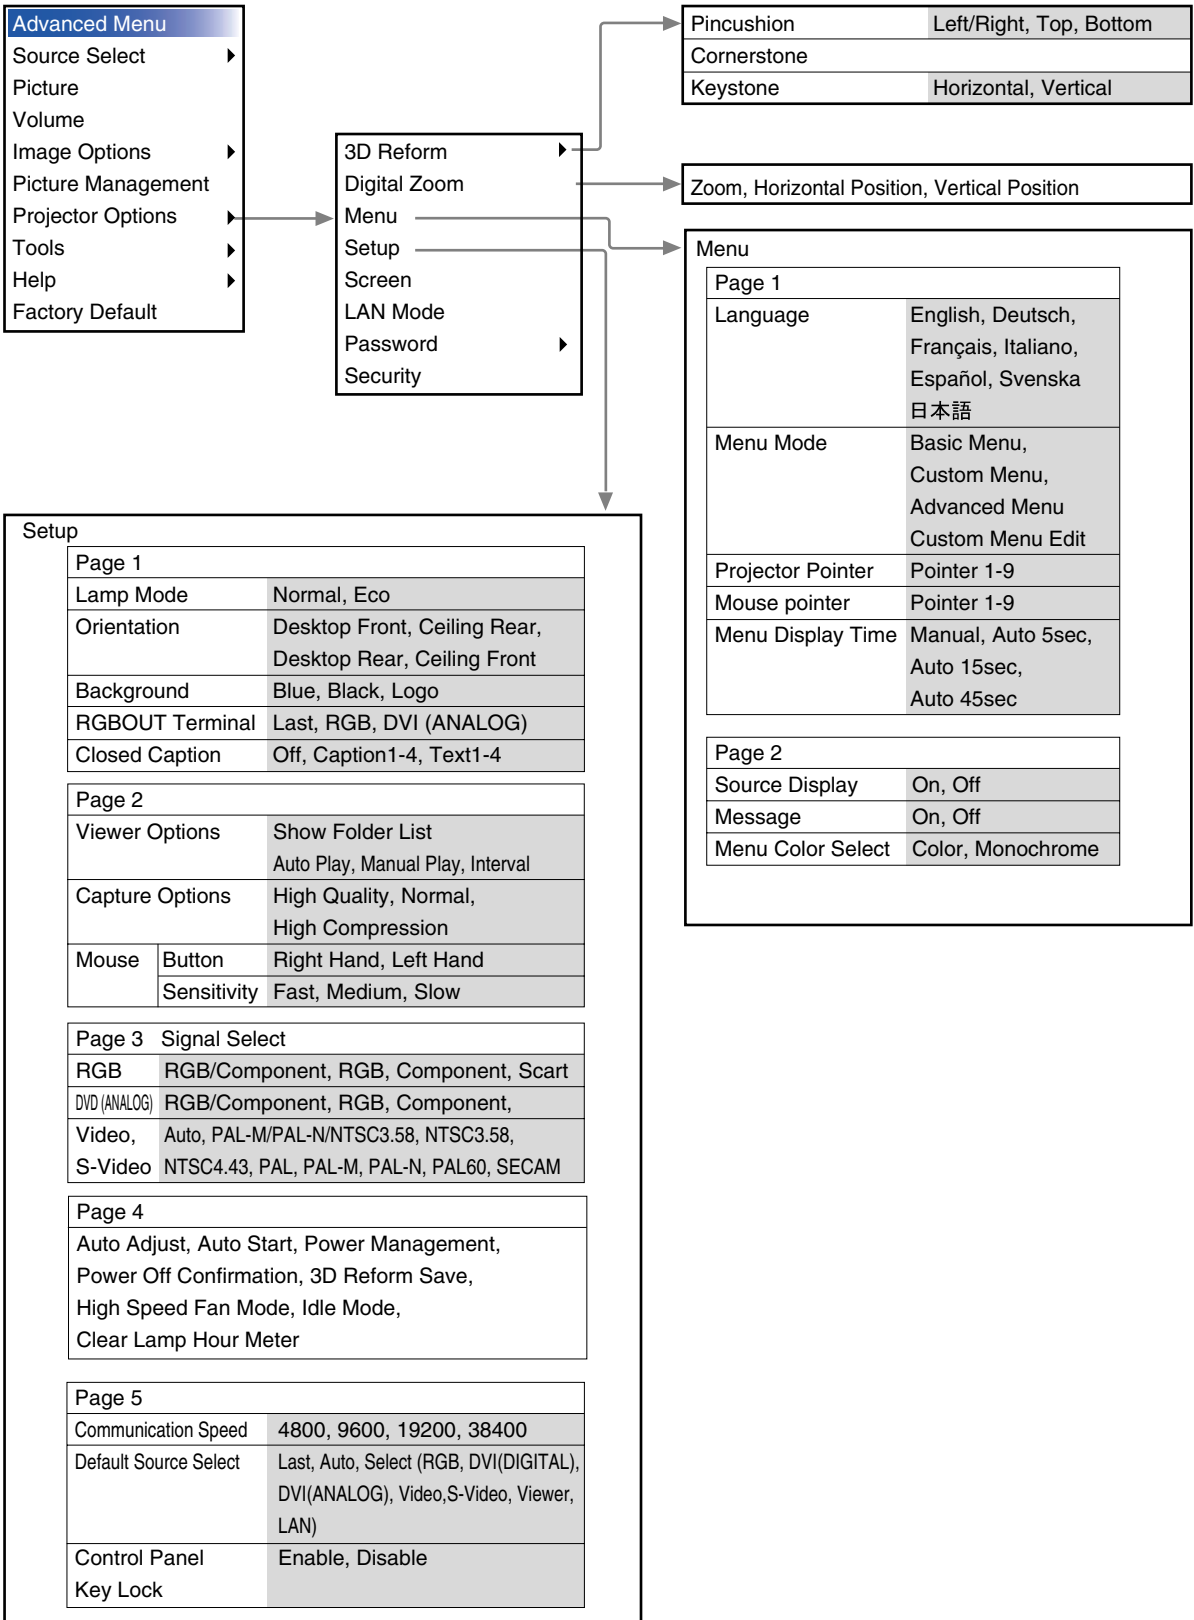 Advanced Menu
Source Select
Picture
Volume
Image Options
Picture Management
Projector Options
Tools
Help
Factory Default
3D Reform
Digital Zoom
Menu
Setup
Screen
LAN Mode
Password
Security
Pincushion Left/Right, Top, Bottom
Cornerstone
Keystone Horizontal, Vertical
Zoom, Horizontal Position, Vertical Position
Menu
Page 1
Language English, Deutsch,
Français, Italiano,
Español, Svenska
日本語
Menu Mode Basic Menu,
Custom Menu,
Advanced Menu
Custom Menu Edit
Projector Pointer Pointer 1-9
Mouse pointer Pointer 1-9
Menu Display Time Manual, Auto 5sec,
Auto 15sec,
Auto 45sec
Page 2
Source Display On, Off
Message On, Off
Menu Color Select Color, Monochrome
Setup
Page 1
Lamp Mode Normal, Eco
Orientation Desktop Front, Ceiling Rear,
Desktop Rear, Ceiling Front
Background Blue, Black, Logo
RGBOUT Terminal Last, RGB, DVI (ANALOG)
Closed Caption Off, Caption1-4, Text1-4
Page 2
Viewer Options Show Folder List
Auto Play, Manual Play, Interval
Capture Options High Quality, Normal,
High Compression
Mouse Button Right Hand, Left Hand
Sensitivity Fast, Medium, Slow
Page 3 Signal Select
RGB RGB/Component, RGB, Component, Scart
DVD (ANALOG) RGB/Component, RGB, Component,
Video, Auto, PAL-M/PAL-N/NTSC3.58, NTSC3.58,
S-Video NTSC4.43, PAL, PAL-M, PAL-N, PAL60, SECAM
Page 4
Auto Adjust, Auto Start, Power Management,
Power Off Confirmation, 3D Reform Save,
High Speed Fan Mode, Idle Mode,
Clear Lamp Hour Meter
Page 5
Communication Speed 4800, 9600, 19200, 38400
Default Source Select Last, Auto, Select (RGB, DVI(DIGITAL),
DVI(ANALOG), Video,S-Video, Viewer,
LAN)
Control Panel Enable, Disable
Key Lock